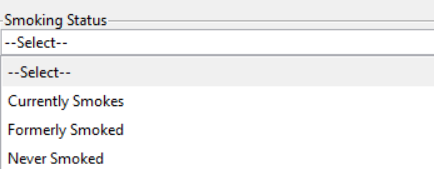 Smoking Status
--Select--
--Select--
Currently Smokes
Formerly Smoked
Never Smoked